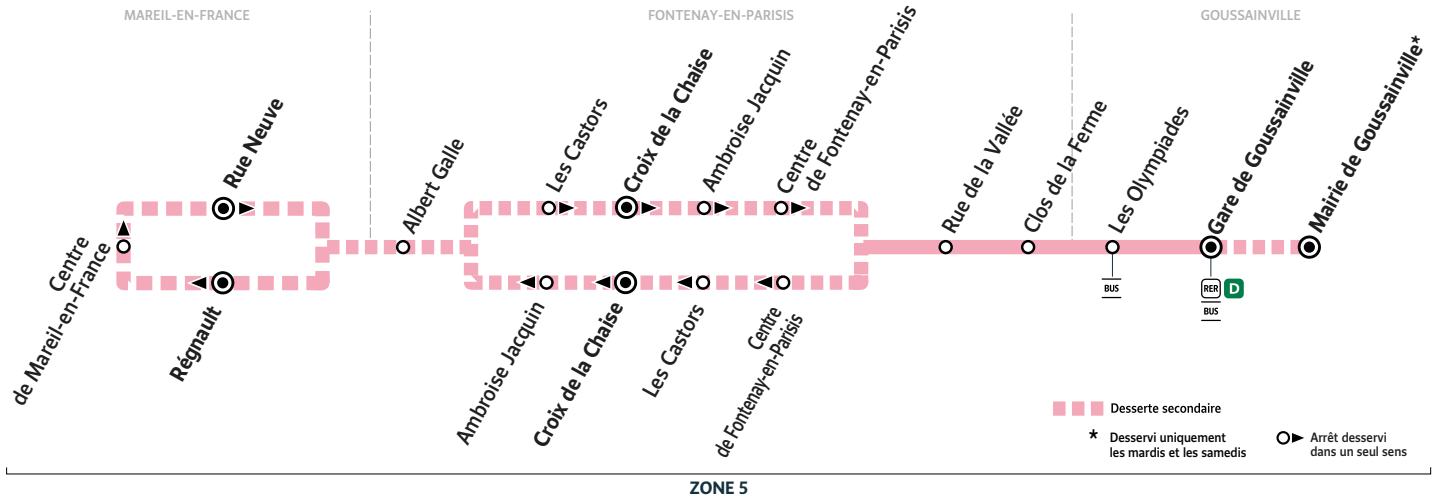 MAREIL-EN-FRANCE
FONTENAY-EN-PARISIS
GOUSSAINVILLE
Centre
de Mareil-en-France
Rue Neuve
Régnault
Albert Galle
Les Castors
Croix de la Chaise
Ambroise Jacquin
Centre
de Fontenay-en-Parisis
Ambroise Jacquin
Croix de la Chaise
Les Castors
Centre
de Fontenay-en-Parisis
Rue de la Vallée
Clos de la Ferme
Les Olympiades
BUS
Gare de Goussainville
RER D
BUS
Mairie de Goussainville*
Desserte secondaire
* Desservi uniquement
les mardis et les samedis
Arrêt desservi
dans un seul sens
ZONE 5